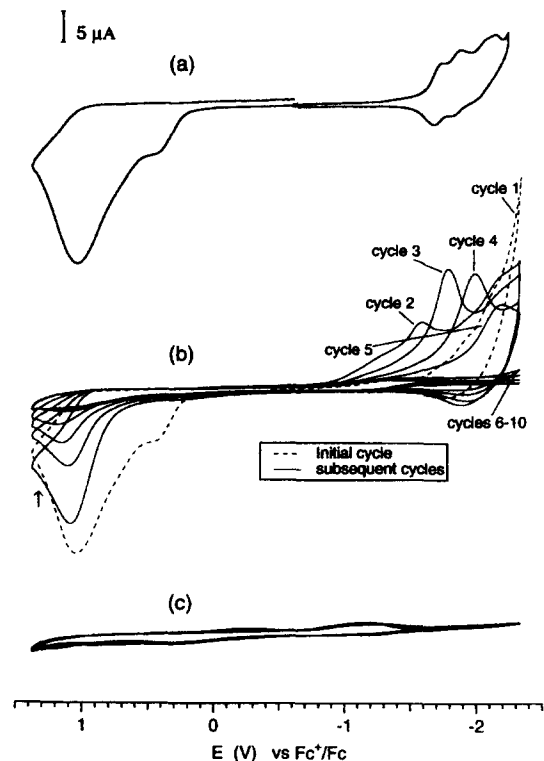 5 µA
(a)
cycle 1
cycle 4
cycle 3
cycle 2
cycle 5
(b)
cycles 6-10
Initial cycle
subsequent cycles
↑
(c)
1 0 -1 -2
E (V) vs Fc⁺/Fc